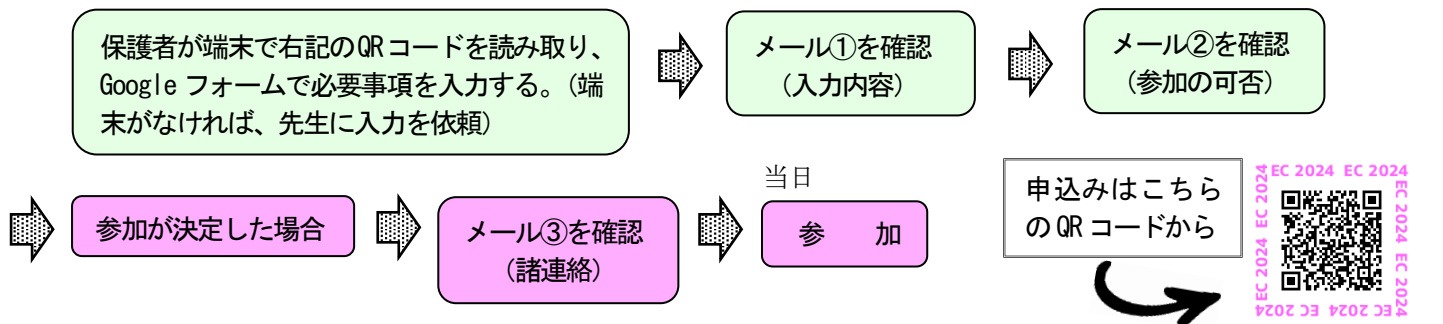 保護者が端末で右記のQRコードを読み取り、
Google フォームで必要事項を入力する。(端
末がなければ、先生に入力を依頼)
メール①を確認
(入力内容)
メール②を確認
(参加の可否)
参加が決定した場合
メール③を確認
(諸連絡)
当日
参　加
申込みはこちら
のQRコードから
EC 2024 EC 2024
EC 2024 EC 2024
EC 2024 EC 2024
EC 2024 EC 2024